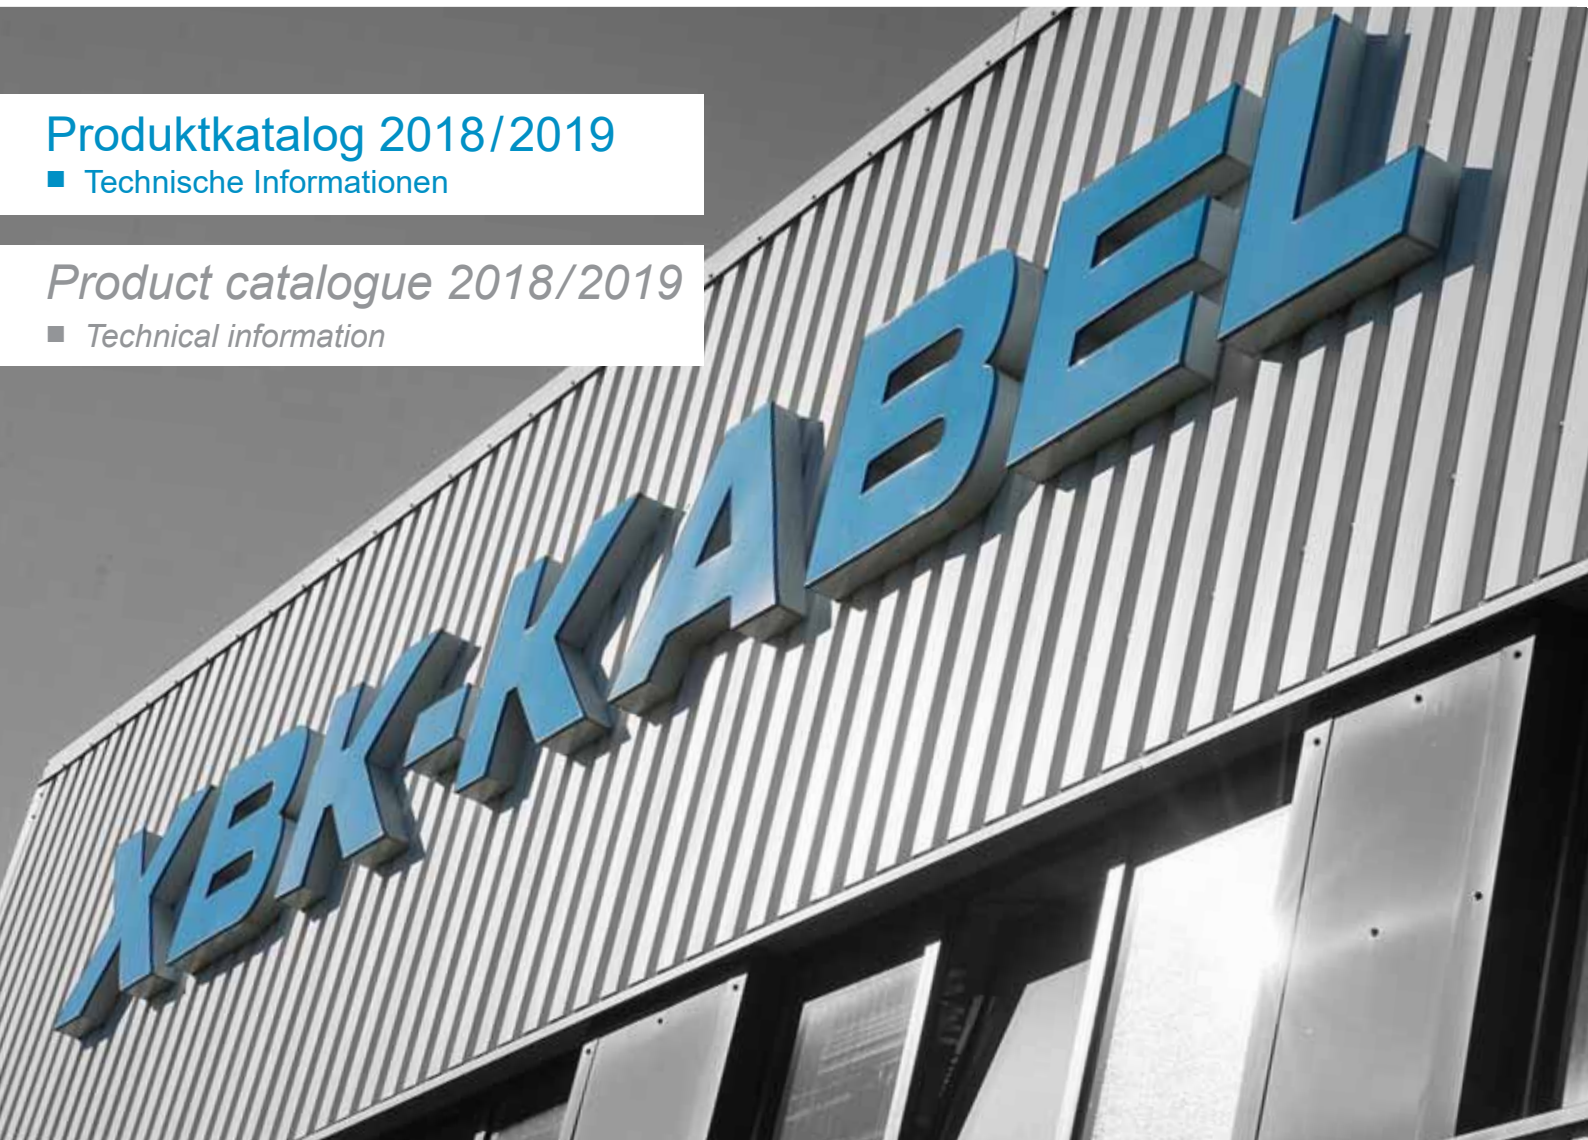 Produktkatalog 2018/2019
■ Technische Informationen
Product catalogue 2018/2019
■ Technical information
XBK-KABEL